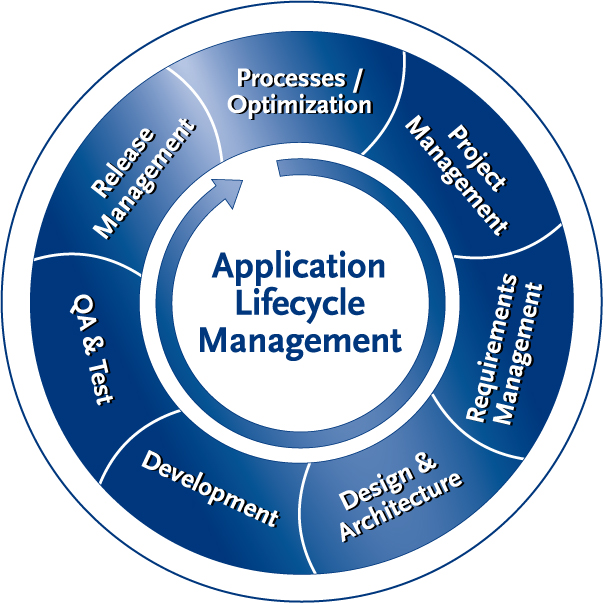 Processes /
Optimization
Project
Management
Requirements
Management
Design &
Architecture
Development
QA & Test
Release
Management
Application
Lifecycle
Management